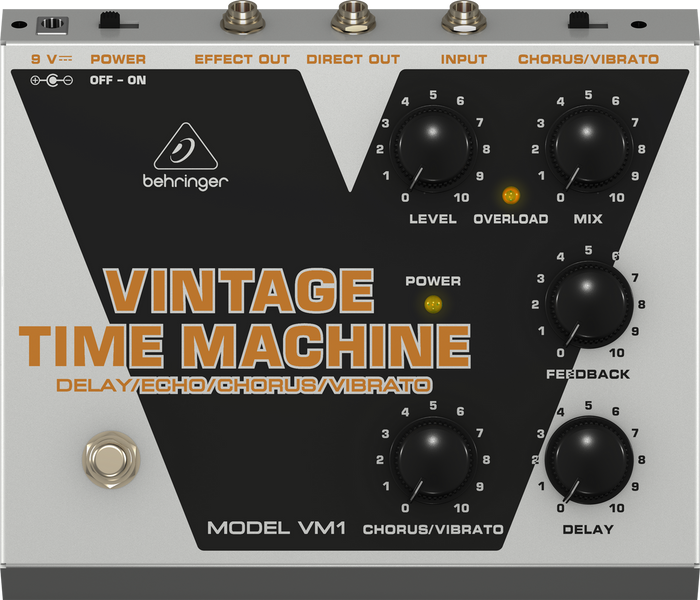 9 V POWER EFFECT OUT DIRECT OUT INPUT CHORUS/VIBRATO
OFF – ON
behringer
0 1 2 3 4 5 6 7 8 9 10
LEVEL
OVERLOAD
0 1 2 3 4 5 6 7 8 9 10
MIX
VINTAGE
TIME MACHINE
DELAY/ECHO/CHORUS/VIBRATO
POWER
0 1 2 3 4 5 6 7 8 9 10
FEEDBACK
MODEL VM1
0 1 2 3 4 5 6 7 8 9 10
CHORUS/VIBRATO
0 1 2 3 4 5 6 7 8 9 10
DELAY